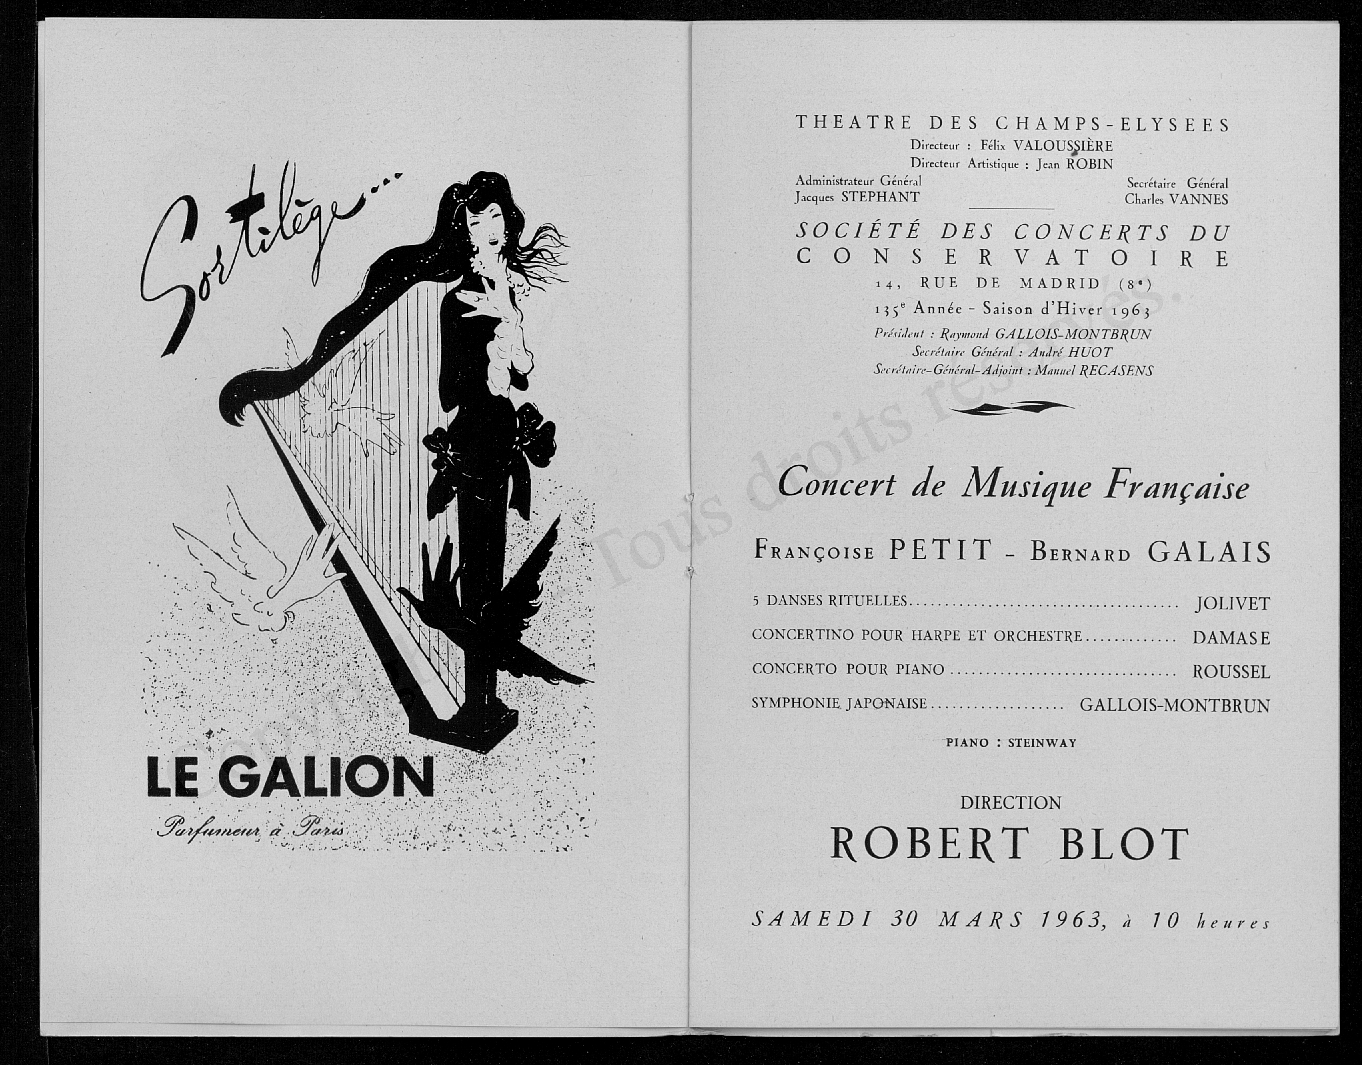 Sortilège...
LE GALION
Parfumeur à Paris
THEATRE DES CHAMPS-ELYSEES
Directeur : Félix VALOUSSIÈRE
Directeur Artistique : Jean ROBIN
Administrateur Général
Jacques STEPHANT
Secrétaire Général
Charles VANNES
SOCIÉTÉ DES CONCERTS DU
CONSERVATOIRE
14, RUE DE MADRID (8e)
135e Année - Saison d'Hiver 1963
Président : Raymond GALLOIS-MONTBRUN
Secrétaire Général : André HUOT
Secrétaire-Général-Adjoint : Manuel RECASENS
Concert de Musique Française
FRANÇOISE PETIT - BERNARD GALAIS
5 DANSES RITUELLES..................................... JOLIVET
CONCERTINO POUR HARPE ET ORCHESTRE............. DAMASE
CONCERTO POUR PIANO ................................ ROUSSEL
SYMPHONIE JAPONAISE................... GALLOIS-MONTBRUN
PIANO : STEINWAY
DIRECTION
ROBERT BLOT
SAMEDI 30 MARS 1963, à 10 heures
Tous droits réservés.